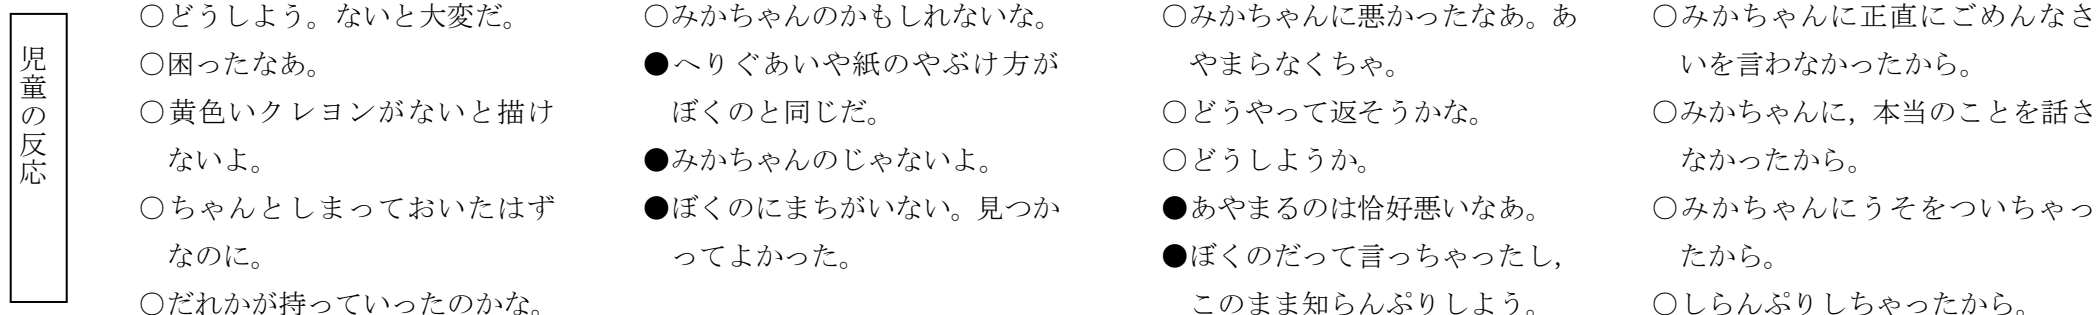 児童の反応
○どうしよう。ないと大変だ。
○困ったなあ。
○黄色いクレヨンがないと描け
ないよ。
○ちゃんとしまっておいたはず
なのに。
○だれかが持っていったのかな。
○みかちゃんのかもしれないな。
●へりぐあいや紙のやぶけ方が
ぼくのと同じだ。
●みかちゃんのじゃないよ。
●ぼくのにまちがいない。見つか
ってよかった。
○みかちゃんに悪かったなあ。あ
やまらなくちゃ。
○どうやって返そうかな。
○どうしようか。
●あやまるのは恰好悪いなあ。
●ぼくのだって言っちゃったし，
このまま知らんぷりしよう。
○みかちゃんに正直にごめんなさ
いを言わなかったから。
○みかちゃんに，本当のことを話さ
なかったから。
○みかちゃんにうそをついちゃっ
たから。
○しらんぷりしちゃったから。